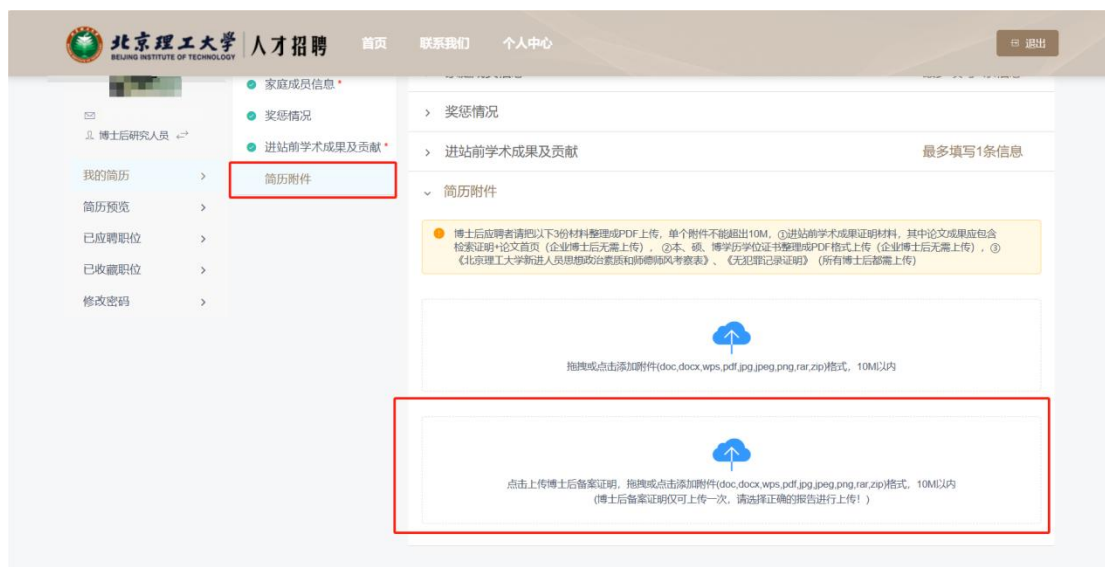 北京理工大学
BEIJING INSTITUTE OF TECHNOLOGY
人才招聘
首页
联系我们
个人中心
退出
博士后研究人员
我的简历
简历预览
已应聘职位
已收藏职位
修改密码
家庭成员信息 *
奖惩情况
进站前学术成果及贡献 *
简历附件
奖惩情况
进站前学术成果及贡献
最多填写1条信息
简历附件
博士后应聘者请把以下3份材料整理成PDF上传，单个附件不能超出10M，①进站前学术成果证明材料，其中论文成果应包含
检索证明+论文首页（企业博士后无需上传），②本、硕、博学历学位证书整理成PDF格式上传（企业博士后无需上传），③
《北京理工大学新进人员思想政治素质和师德师风考察表》、《无犯罪记录证明》（所有博士后都需上传）
拖拽或点击添加附件(doc,docx,wps,pdf,jpg,jpeg,png,rar,zip)格式，10M以内
点击上传博士后备案证明，拖拽或点击添加附件(doc,docx,wps,pdf,jpg,jpeg,png,rar,zip)格式，10M以内
(博士后备案证明仅可上传一次，请选择正确的报告进行上传！)